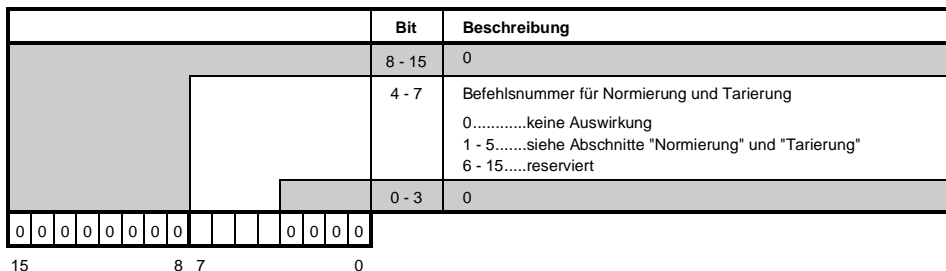 Bit Beschreibung
8 - 15 0
4 - 7 Befehlsnummer für Normierung und Tarierung
0............keine Auswirkung
1 - 5.......siehe Abschnitte "Normierung" und "Tarierung"
6 - 15.....reserviert
0 - 3 0
0 0 0 0 0 0 0 0 0 0 0 0
15 8 7 0